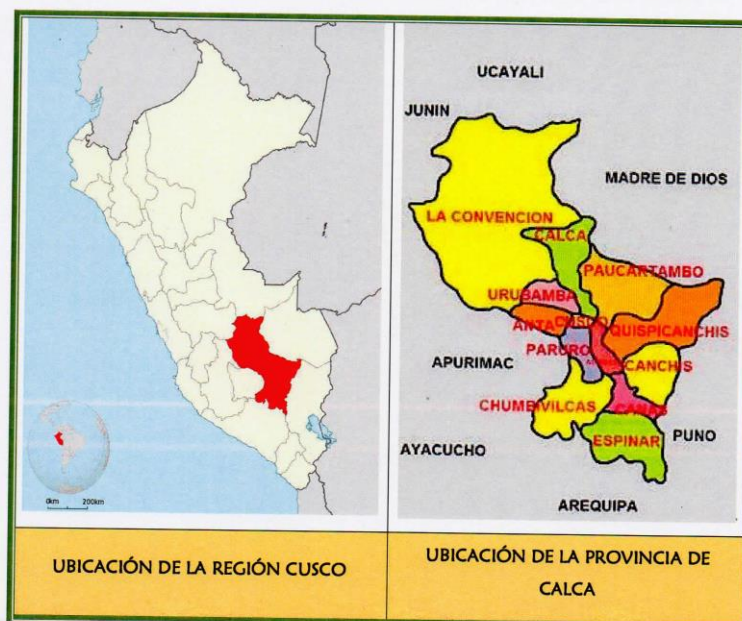 0km 200km
UBICACIÓN DE LA REGIÓN CUSCO
UCAYALI
JUNIN
MADRE DE DIOS
LA CONVENCION
CALCA
PAUCARTAMBO
URUBAMBA
ANTA
CUSCO
QUISPICANCHIS
PARURO
APURIMAC
CANCHIS
CHUMBIVILCAS
CANAS
PUNO
ESPINAR
AYACUCHO
AREQUIPA
UBICACIÓN DE LA PROVINCIA DE
CALCA